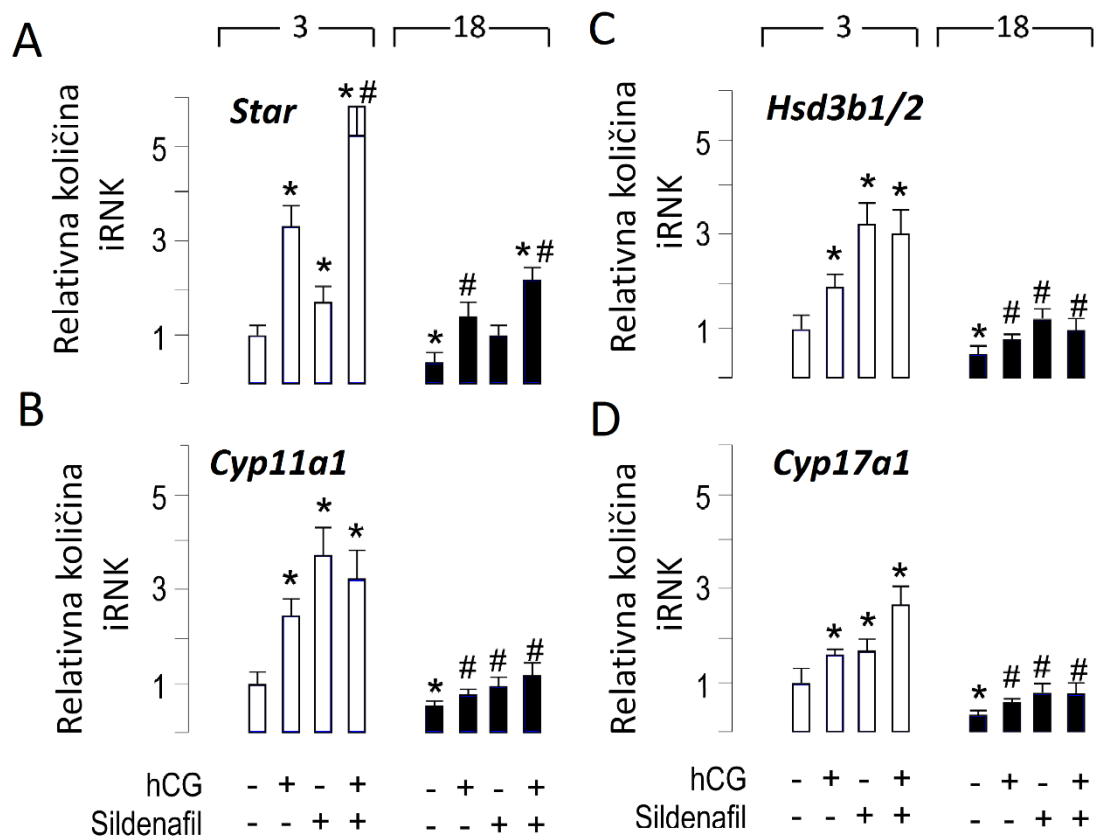 A
3
18
Star
* # * * * # # *
Relativna količina
iRNK
5
3
1
C
3
18
Hsd3b1/2
* * * # # # *
Relativna količina
iRNK
5
3
1
B
Cyp11a1
* * * # # # *
Relativna količina
iRNK
5
3
1
D
Cyp17a1
* * * # # # *
Relativna količina
iRNK
5
3
1
hCG - + - + - + - +
Sildenafil - - + + - - + +
hCG - + - + - + - +
Sildenafil - - + + - - + +